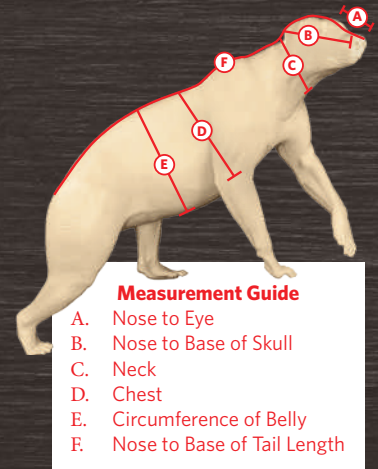 A
B
C
F
D
E
Measurement Guide
A. Nose to Eye
B. Nose to Base of Skull
C. Neck
D. Chest
E. Circumference of Belly
F. Nose to Base of Tail Length